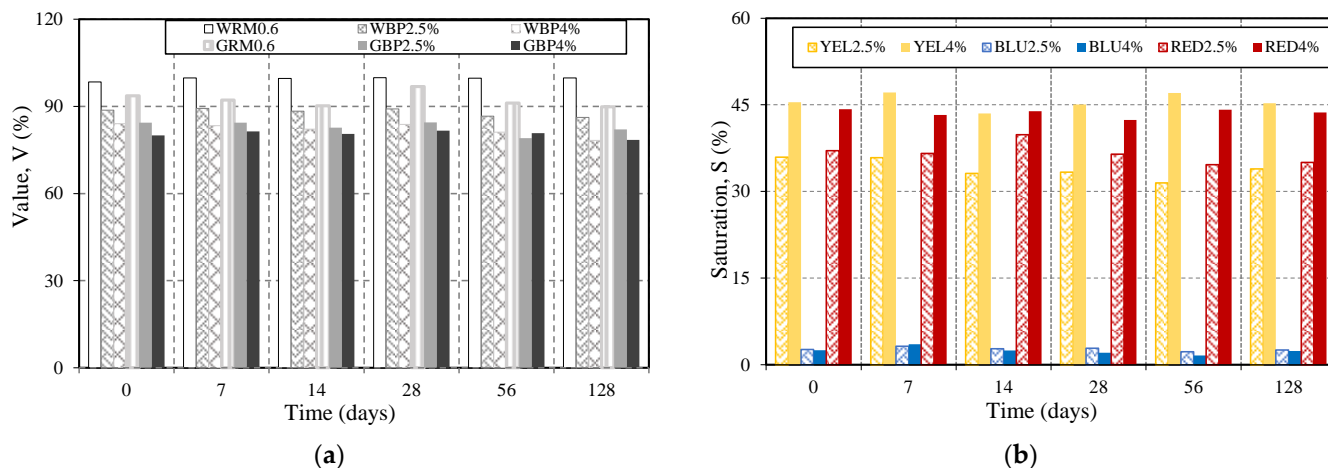 120
90
60
30
0
Value, V (%)
WRM0.6 WBP2.5% WBP4%
GRM0.6 GBP2.5% GBP4%
0 7 14 28 56 128
Time (days)
(a)
60
45
30
15
0
Saturation, S (%)
YEL2.5% YEL4% BLU2.5% BLU4% RED2.5% RED4%
0 7 14 28 56 128
Time (days)
(b)